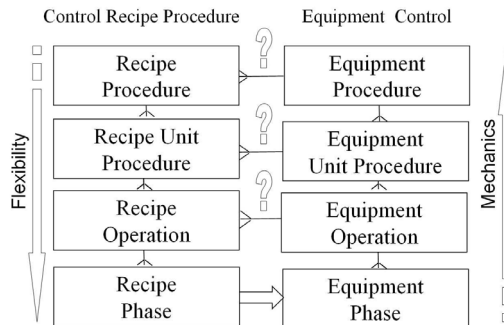 Control Recipe Procedure
Equipment Control
?
Recipe
Procedure
Equipment
Procedure
?
Recipe Unit
Procedure
Equipment
Unit Procedure
?
Recipe
Operation
Equipment
Operation
Recipe
Phase
Equipment
Phase
Flexibility
Mechanics